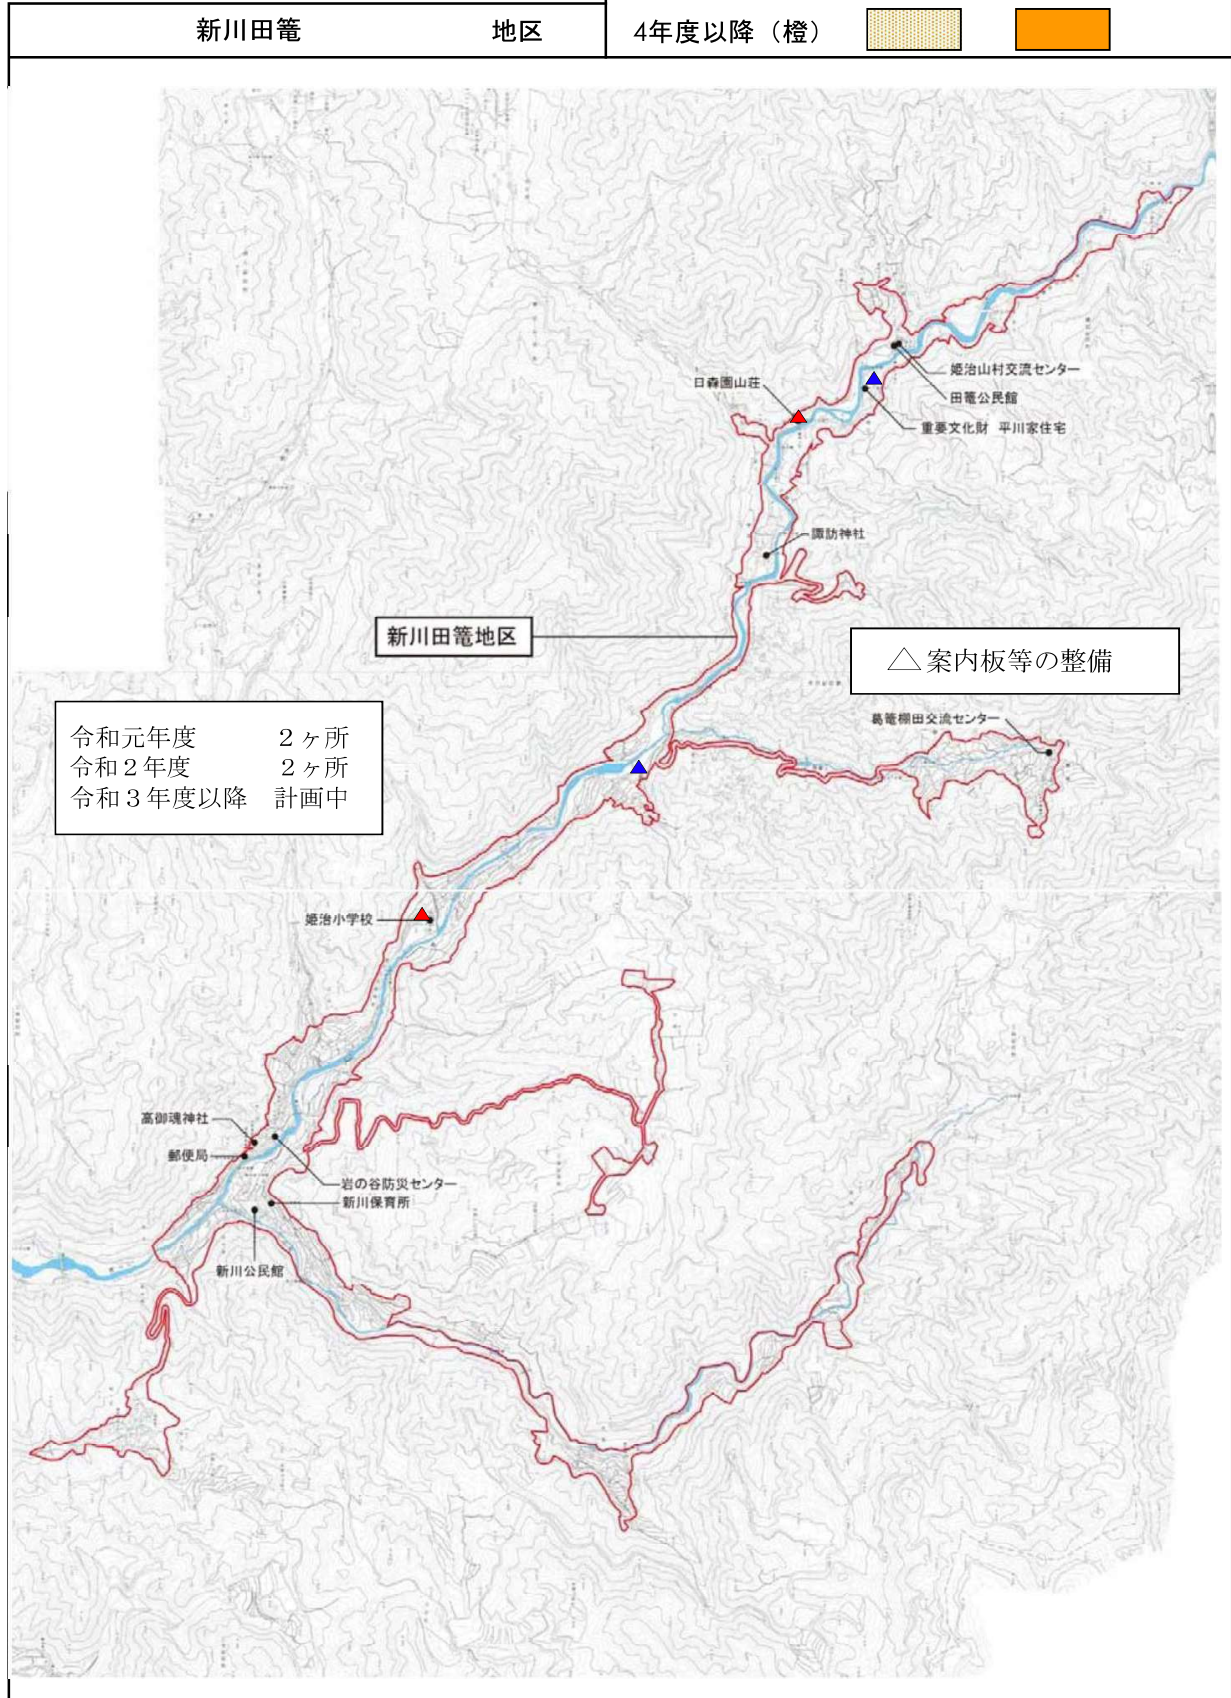 新川田篭 地区
4年度以降（橙）
姫治山村交流センター
日森園山荘
田篭公民館
重要文化財 平川家住宅
諏訪神社
新川田篭地区
△案内板等の整備
葛篭棚田交流センター
令和元年度 ２ヶ所
令和２年度 ２ヶ所
令和３年度以降 計画中
姫治小学校
高御魂神社
郵便局
岩の谷防災センター
新川保育所
新川公民館